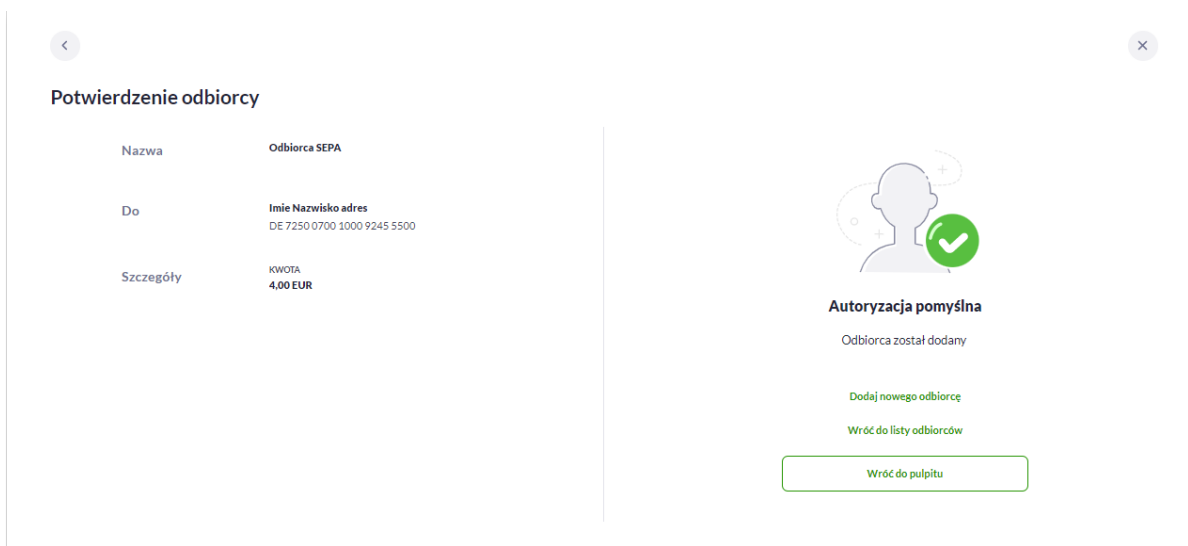 Potwierdzenie odbiorcy
Nazwa
Odbiorca SEPA
Do
Imie Nazwisko adres
DE 7250 0700 1000 9245 5500
Szczegóły
KWOTA
4,00 EUR
Autoryzacja pomyślna
Odbiorca został dodany
Dodaj nowego odbiorcę
Wróć do listy odbiorców
Wróć do pulpitu